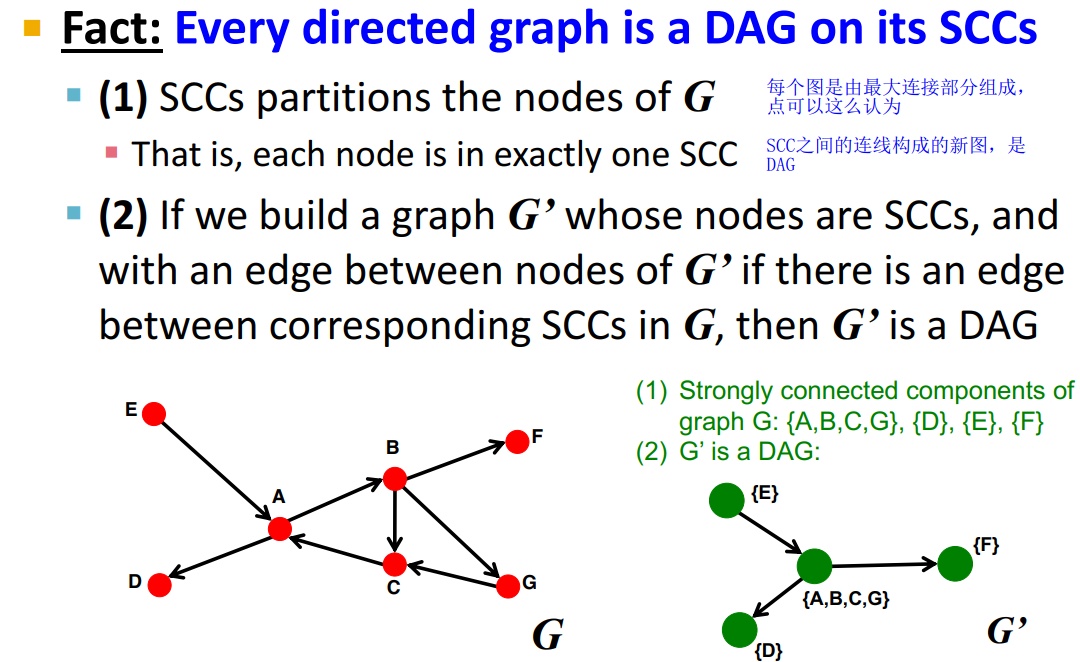 Fact: Every directed graph is a DAG on its SCCs
(1) SCCs partitions the nodes of G
每个图是由最大连接部分组成，
点可以这么认为
That is, each node is in exactly one SCC
SCC之间的连线构成的新图，是
DAG
(2) If we build a graph G’ whose nodes are SCCs, and
with an edge between nodes of G’ if there is an edge
between corresponding SCCs in G, then G’ is a DAG
(1) Strongly connected components of
graph G: {A,B,C,G}, {D}, {E}, {F}
(2) G’ is a DAG:
E
B
F
A
D
C
G
G
{E}
{F}
{A,B,C,G}
{D}
G’